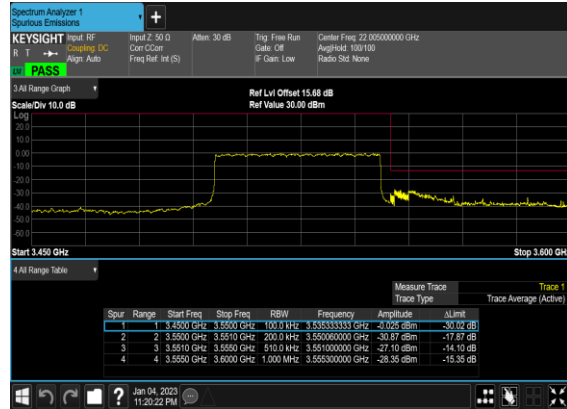 Spectrum Analyzer 1
Spurious Emissions
+
KEYSIGHT Input: RF Input Z: 50 Ω Atten: 30 dB Trig: Free Run Center Freq: 22.005000000 GHz
R T Coupling: DC Corr CCorr Gate: Off Avg|Hold: 100/100
Align: Auto Freq Ref: Int (S) IF Gain: Low Radio Std: None
PASS
3 All Range Graph
Ref Lvl Offset 15.68 dB
Scale/Div 10.0 dB Ref Value 30.00 dBm
Log
20.0
10.0
0.00
-10.0
-20.0
-30.0
-40.0
-50.0
-60.0
Start 3.450 GHz Stop 3.600 GH
4 All Range Table
Measure Trace Trace 1
Trace Type Trace Average (Active)
Spur Range Start Freq Stop Freq RBW Frequency Amplitude ΔLimit
1 1 3.4500 GHz 3.5500 GHz 100.0 kHz 3.535333333 GHz -0.025 dBm -30.02 dB
2 2 3.5500 GHz 3.5510 GHz 200.0 kHz 3.550060000 GHz -30.87 dBm -17.87 dB
3 3 3.5510 GHz 3.5550 GHz 510.0 kHz 3.551000000 GHz -27.10 dBm -14.10 dB
4 4 3.5550 GHz 3.6000 GHz 1.000 MHz 3.555300000 GHz -28.35 dBm -15.35 dB
? Jan 04, 2023
11:20:22 PM